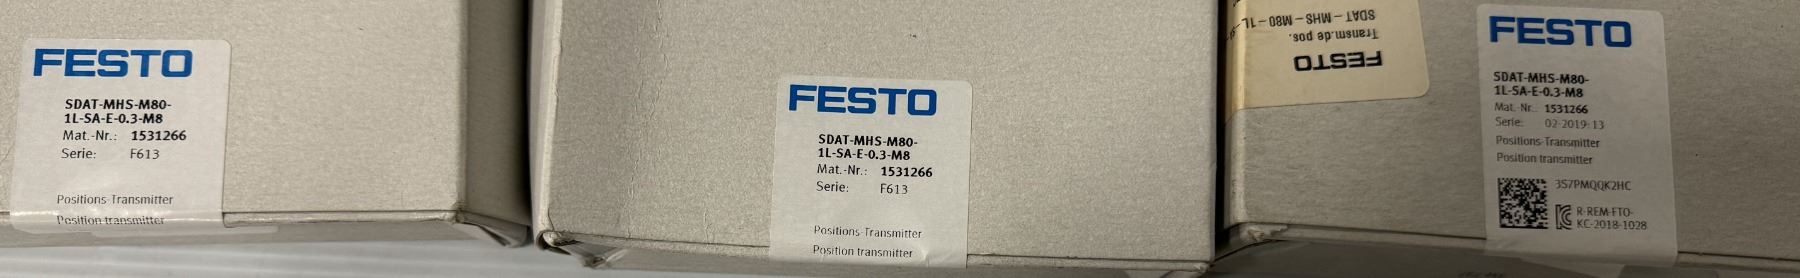 FESTO
SDAT-MHS-M80-
1L-SA-E-0.3-M8
Mat.-Nr.: 1531266
Serie: F613
Positions-Transmitter
Position transmitter
FESTO
SDAT-MHS-M80-
1L-SA-E-0.3-M8
Mat.-Nr.: 1531266
Serie: F613
Positions-Transmitter
Position transmitter
FESTO
Transm.de pos.
SDAT-MHS-M80-1L-
FESTO
SDAT-MHS-M80-
1L-SA-E-0.3-M8
Mat.-Nr. 1531266
Serie: 02-2019: 13
Positions-Transmitter
Position transmitter
3S7PMQQK2HC
R-REM-FTO-
KC-2018-1028